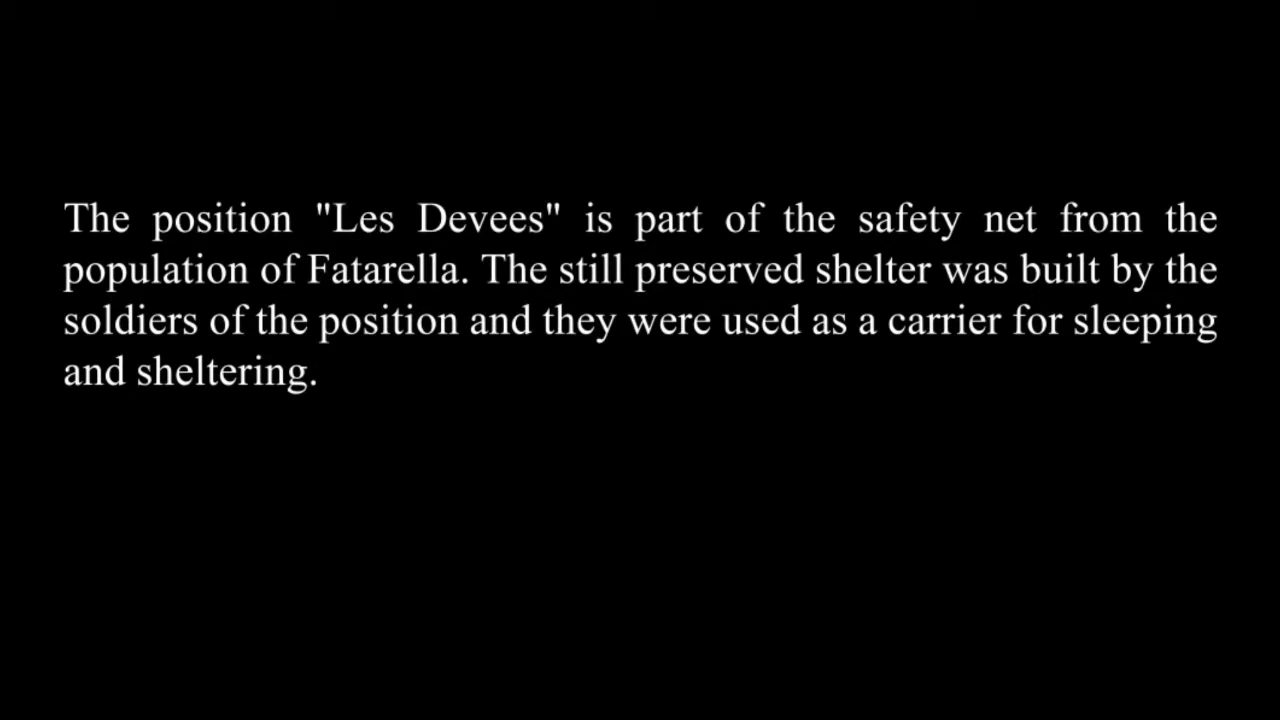 The position "Les Devees" is part of the safety net from the
population of Fatarella. The still preserved shelter was built by the
soldiers of the position and they were used as a carrier for sleeping
and sheltering.